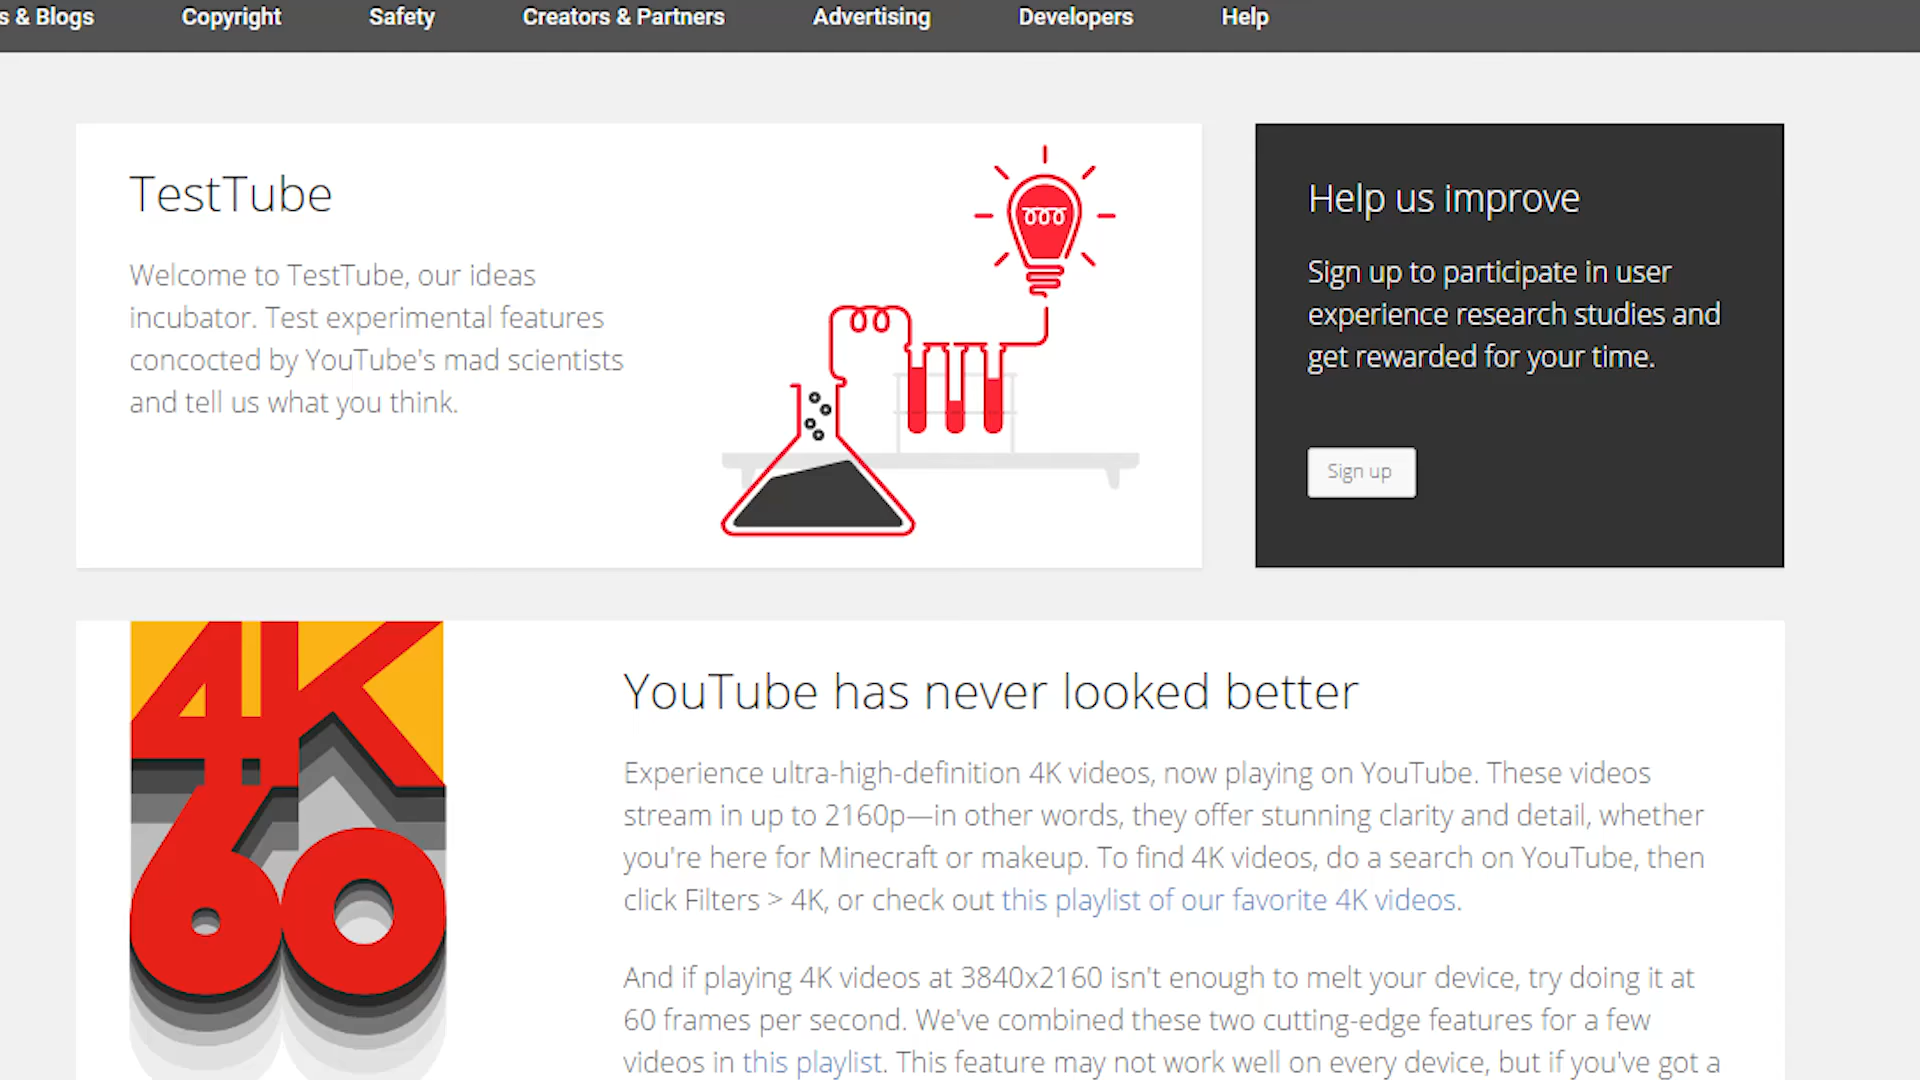 s & Blogs Copyright Safety Creators & Partners Advertising Developers Help
TestTube
Welcome to TestTube, our ideas
incubator. Test experimental features
concocted by YouTube's mad scientists
and tell us what you think.
Help us improve
Sign up to participate in user
experience research studies and
get rewarded for your time.
Sign up
4K
60
YouTube has never looked better
Experience ultra-high-definition 4K videos, now playing on YouTube. These videos
stream in up to 2160p—in other words, they offer stunning clarity and detail, whether
you're here for Minecraft or makeup. To find 4K videos, do a search on YouTube, then
click Filters > 4K, or check out this playlist of our favorite 4K videos.
And if playing 4K videos at 3840x2160 isn't enough to melt your device, try doing it at
60 frames per second. We've combined these two cutting-edge features for a few
videos in this playlist. This feature may not work well on every device, but if you've got a